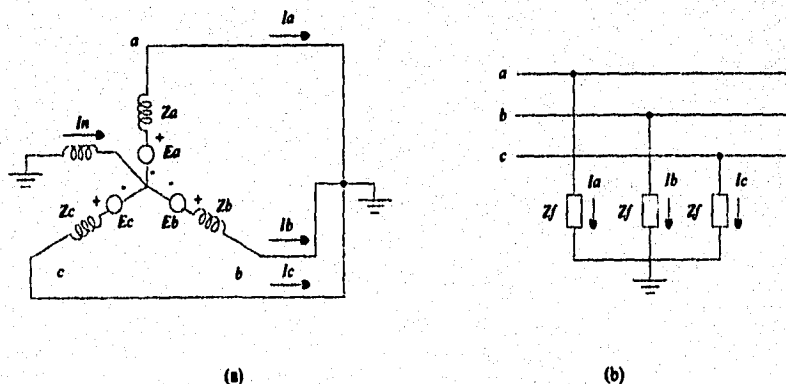 Ia
a
Za
+
Ea
-
In
-
+
Zc
Ec
-
+
Eb
Zb
Ib
c
b
Ic
(a)
a
b
c
Ia
Ib
Ic
Zf
Zf
Zf
(b)